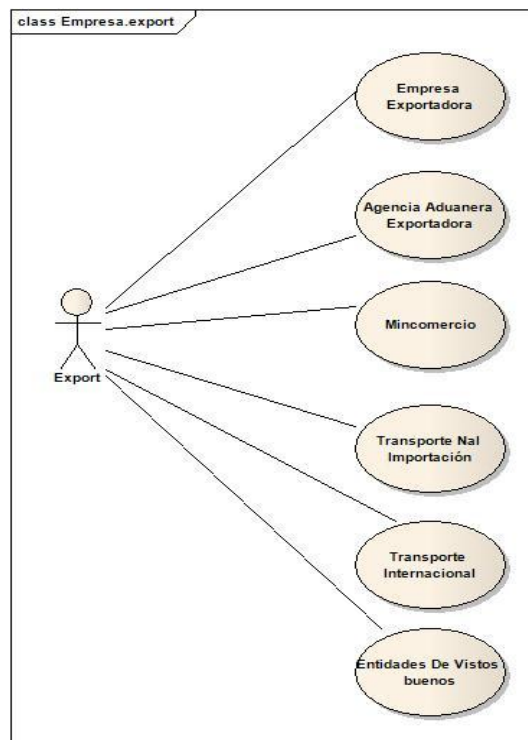 class Empresa.export
Empresa
Exportadora
Agencia Aduanera
Exportadora
Mincomercio
Export
Transporte Nal
Importación
Transporte
Internacional
Entidades De Vistos
buenos